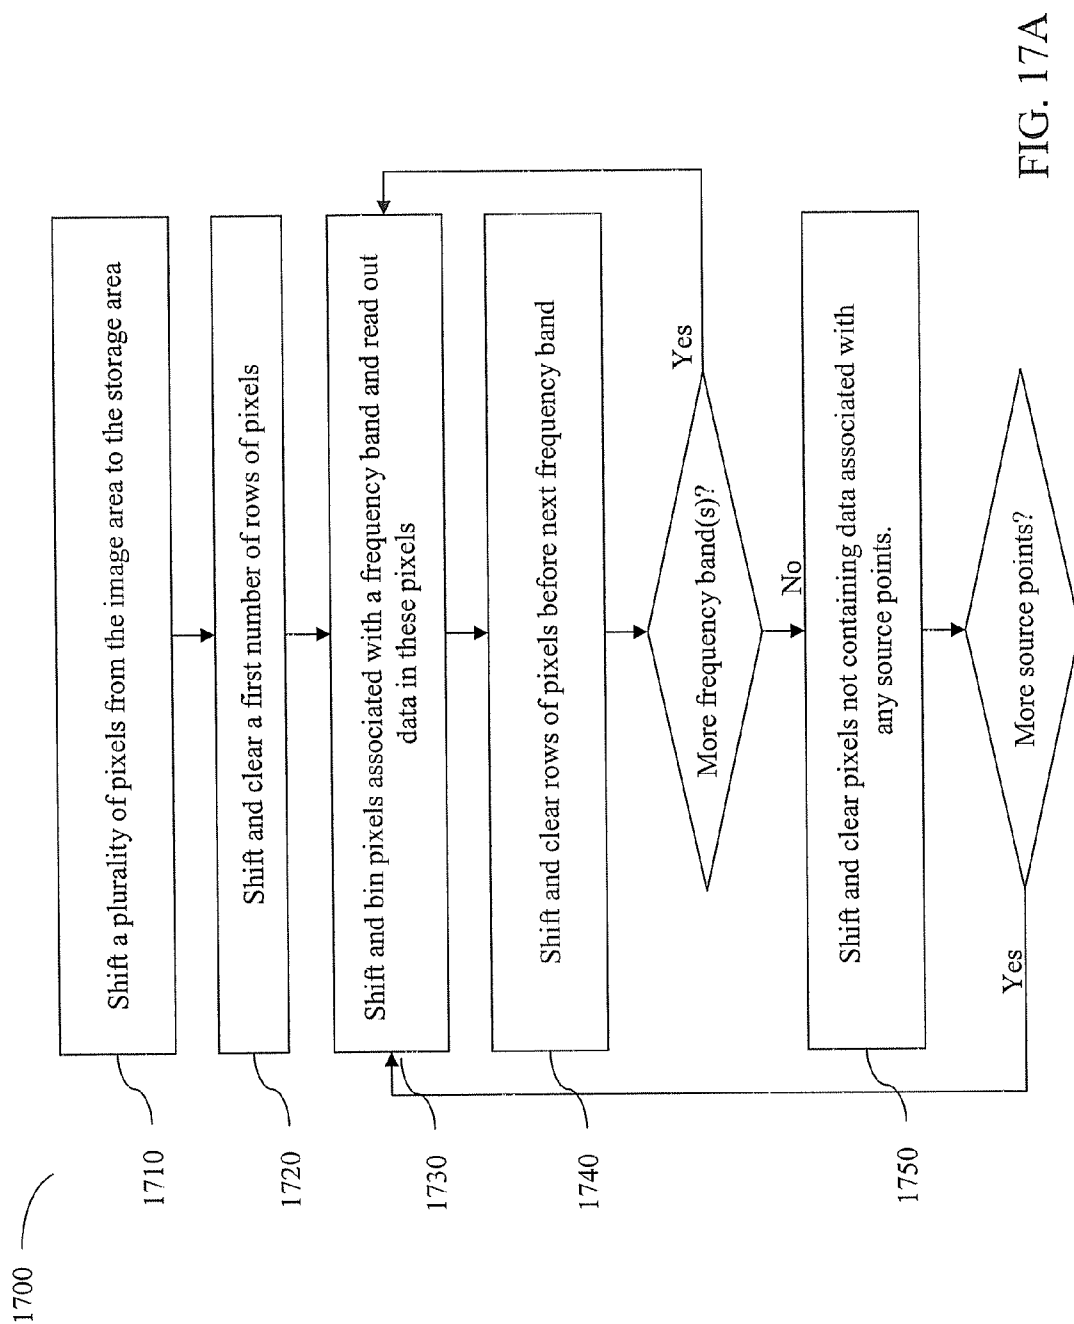 1700
1710
Shift a plurality of pixels from the image area to the storage area
1720
Shift and clear a first number of rows of pixels
1730
Shift and bin pixels associated with a frequency band and read out
data in these pixels
1740
Shift and clear rows of pixels before next frequency band
More frequency band(s)?
Yes
No
1750
Shift and clear pixels not containing data associated with
any source points.
More source points?
Yes
FIG. 17A